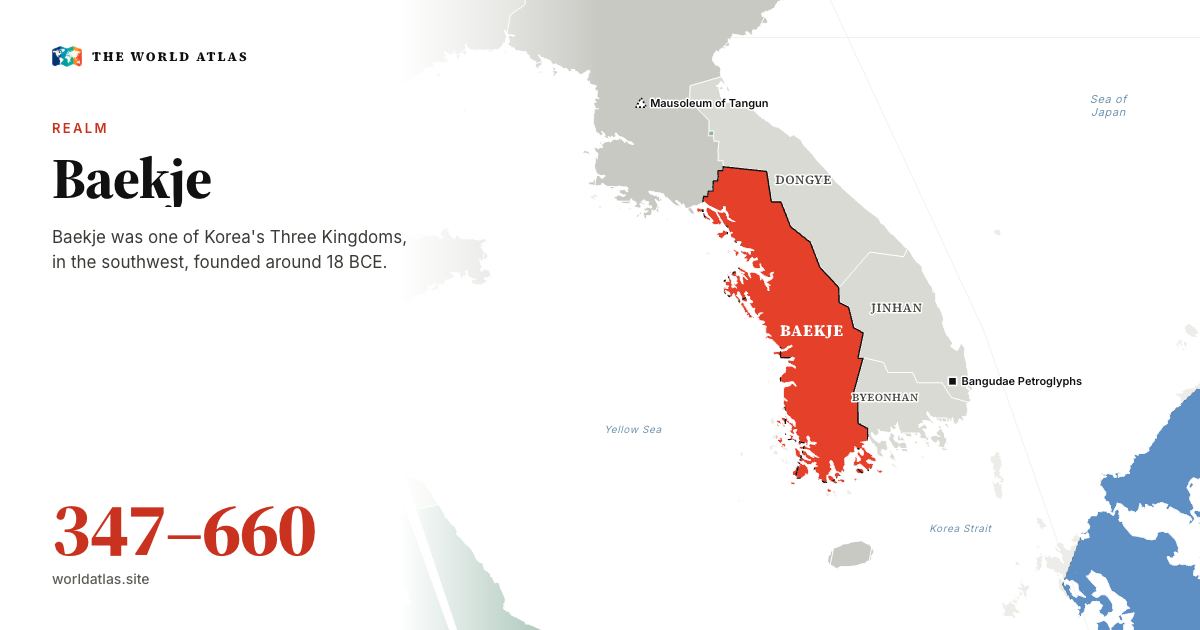 THE WORLD ATLAS
REALM
Baekje
Baekje was one of Korea's Three Kingdoms,
in the southwest, founded around 18 BCE.
347–660
worldatlas.site
Mausoleum of Tangun
Sea of
Japan
DONGYE
JINHAN
BAEKJE
Bangudae Petroglyphs
BYEONHAN
Yellow Sea
Korea Strait